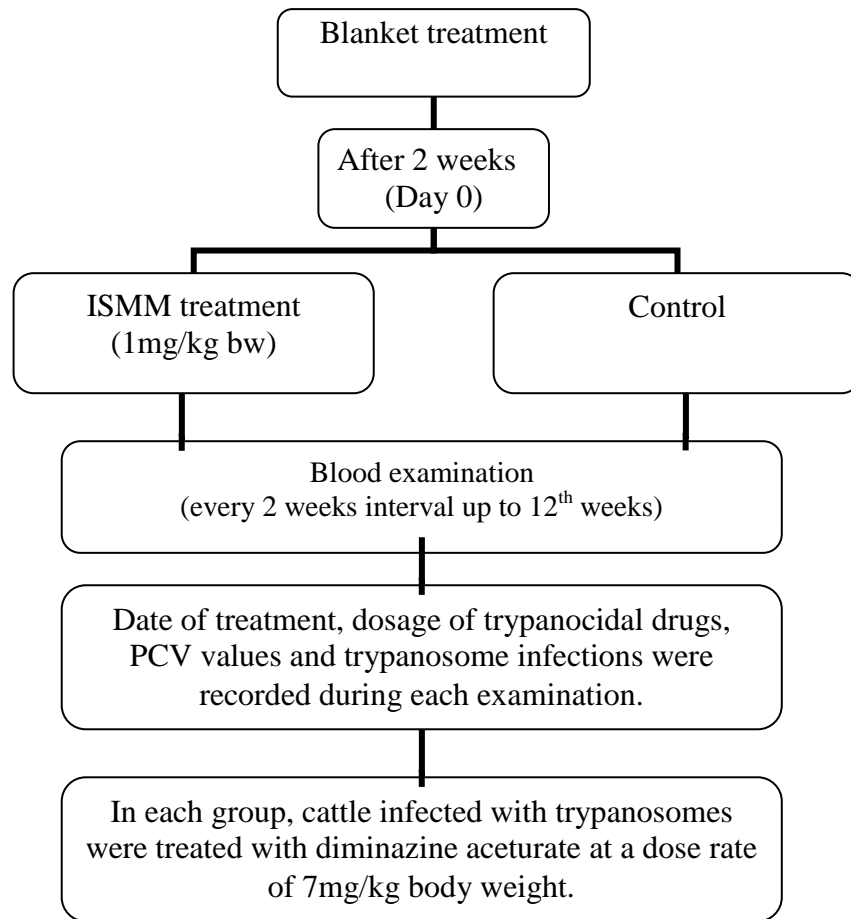 Blanket treatment
After 2 weeks
(Day 0)
ISMM treatment
(1mg/kg bw)
Control
Blood examination
(every 2 weeks interval up to 12th weeks)
Date of treatment, dosage of trypanocidal drugs,
PCV values and trypanosome infections were
recorded during each examination.
In each group, cattle infected with trypanosomes
were treated with diminazine aceturate at a dose rate
of 7mg/kg body weight.